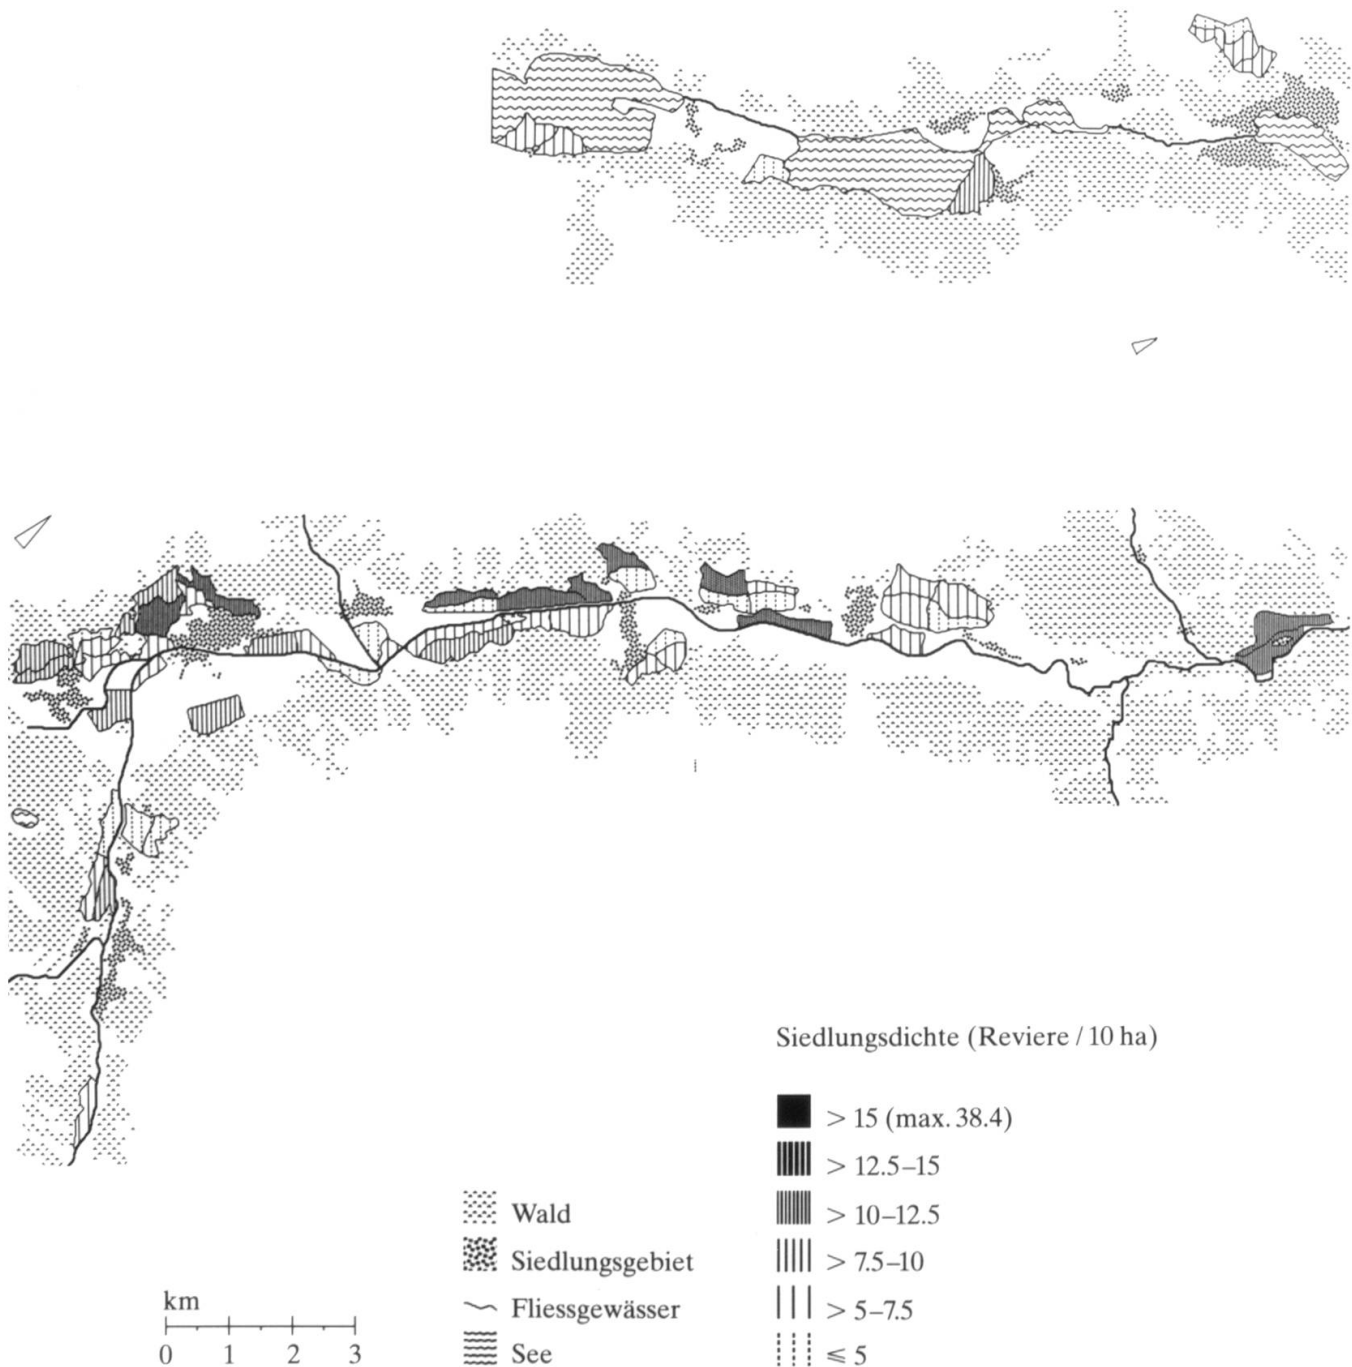 Siedlungsdichte (Reviere / 10 ha)
> 15 (max. 38.4)
> 12.5–15
> 10–12.5
> 7.5–10
> 5–7.5
≤ 5
Wald
Siedlungsgebiet
Fliessgewässer
See
km
0 1 2 3